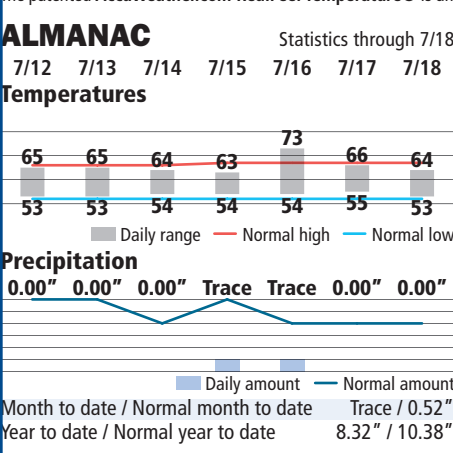 ALMANAC Statistics through 7/18
7/12 7/13 7/14 7/15 7/16 7/17 7/18
Temperatures
65 65 64 63 73 66 64
53 53 54 54 54 55 53
Daily range Normal high Normal low
Precipitation
0.00" 0.00" 0.00" Trace Trace 0.00" 0.00"
Daily amount Normal amount
Month to date / Normal month to date Trace / 0.52"
Year to date / Normal year to date 8.32" / 10.38"